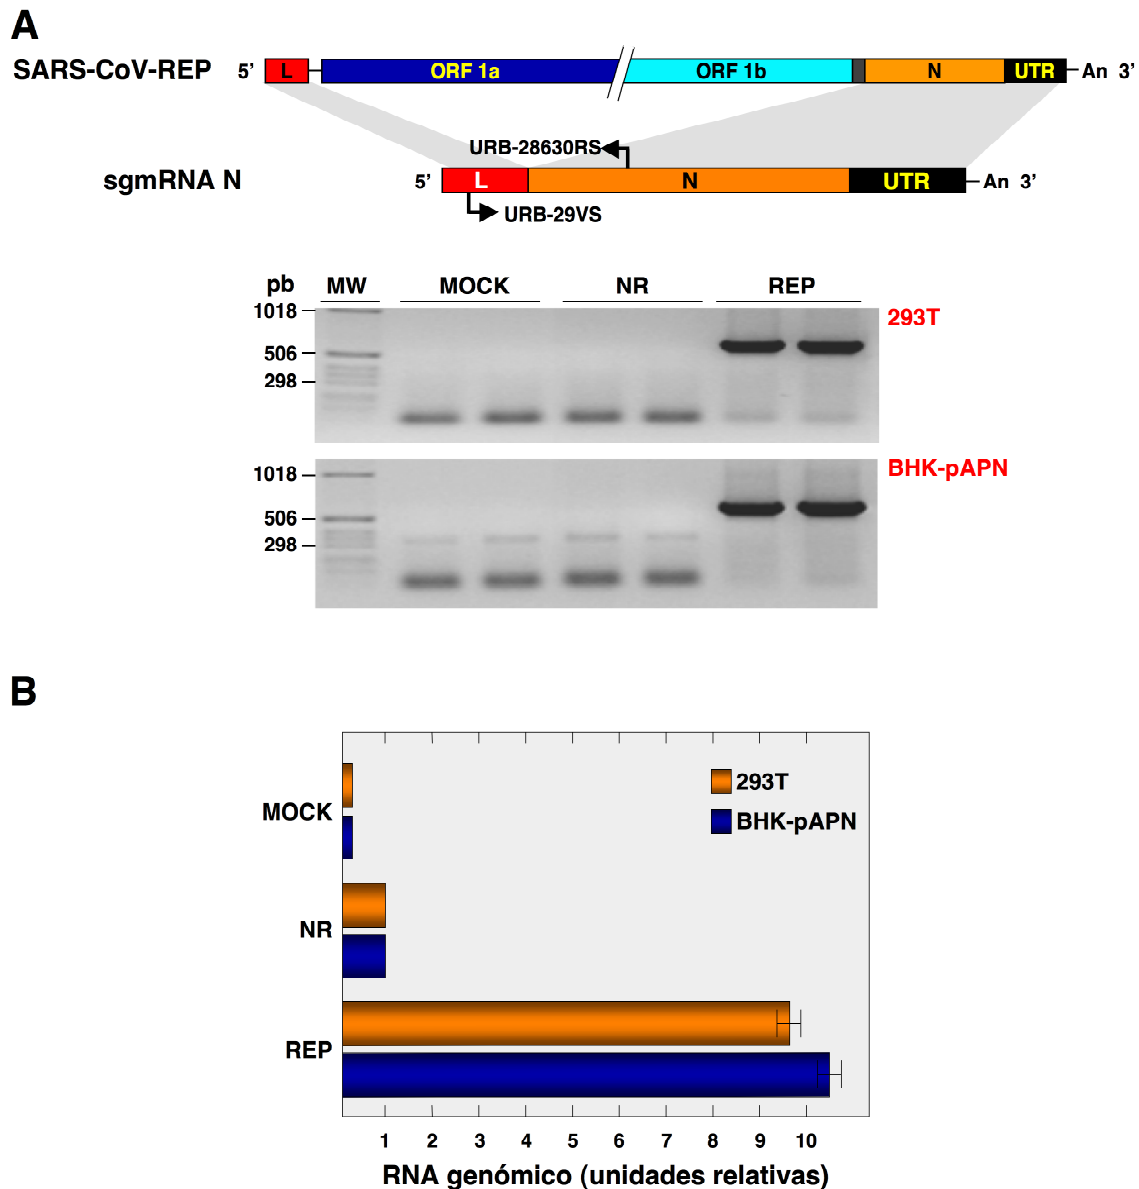 A
SARS-CoV-REP 5’ L ORF 1a ORF 1b N UTR An 3’
URB-28630RS
sgmRNA N 5’ L N UTR An 3’
URB-29VS
pb MW MOCK NR REP
1018 293T
506
298
BHK-pAPN
1018
506
298
B
293T
MOCK BHK-pAPN
NR
REP
1 2 3 4 5 6 7 8 9 10
RNA genómico (unidades relativas)